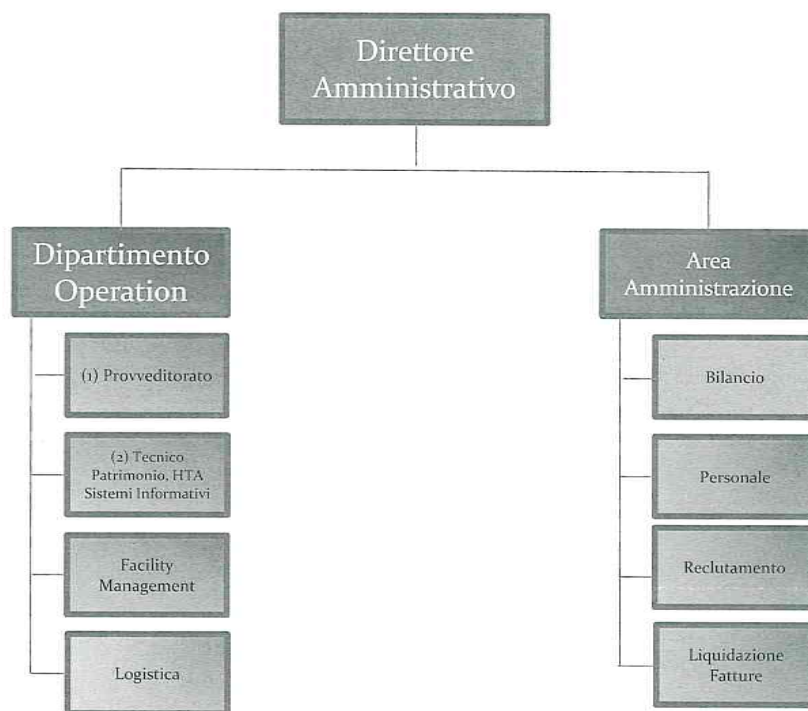 Direttore
Amministrativo
Dipartimento
Operation
(1) Provveditorato
(2) Tecnico
Patrimonio, HTA
Sistemi Informativi
Facility
Management
Logistica
Area
Amministrazione
Bilancio
Personale
Reclutamento
Liquidazione
Fatture